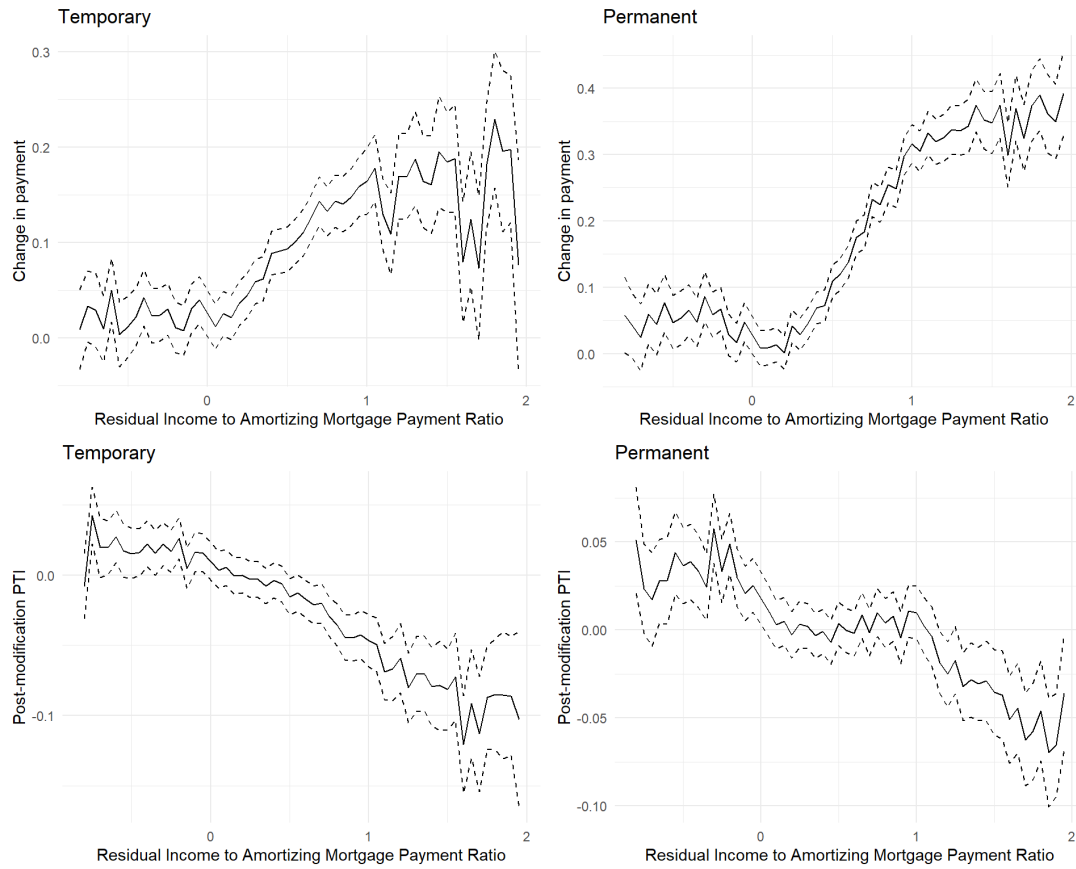 Temporary
Change in payment
0.3
0.2
0.1
0.0
0
1
2
Residual Income to Amortizing Mortgage Payment Ratio
Permanent
Change in payment
0.4
0.3
0.2
0.1
0.0
0
1
2
Residual Income to Amortizing Mortgage Payment Ratio
Temporary
Post-modification PTI
0.0
-0.1
0
1
2
Residual Income to Amortizing Mortgage Payment Ratio
Permanent
Post-modification PTI
0.05
0.00
-0.05
-0.10
0
1
2
Residual Income to Amortizing Mortgage Payment Ratio